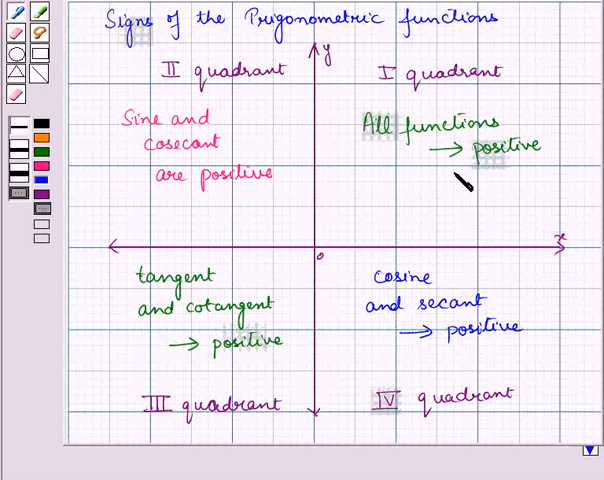 Signs of the Trigonometric functions
y
II quadrant
I quadrant
Sine and
cosecant
are positive
All functions
→ positive
x
o
tangent
and cotangent
→ positive
cosine
and secant
→ positive
III quadrant
IV quadrant